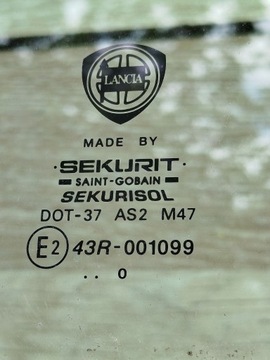 LANCIA
MADE BY
·SEKURIT·
SAINT-GOBAIN
SEKURISOL
DOT-37 AS2 M47
E2 43R-001099
.. 0